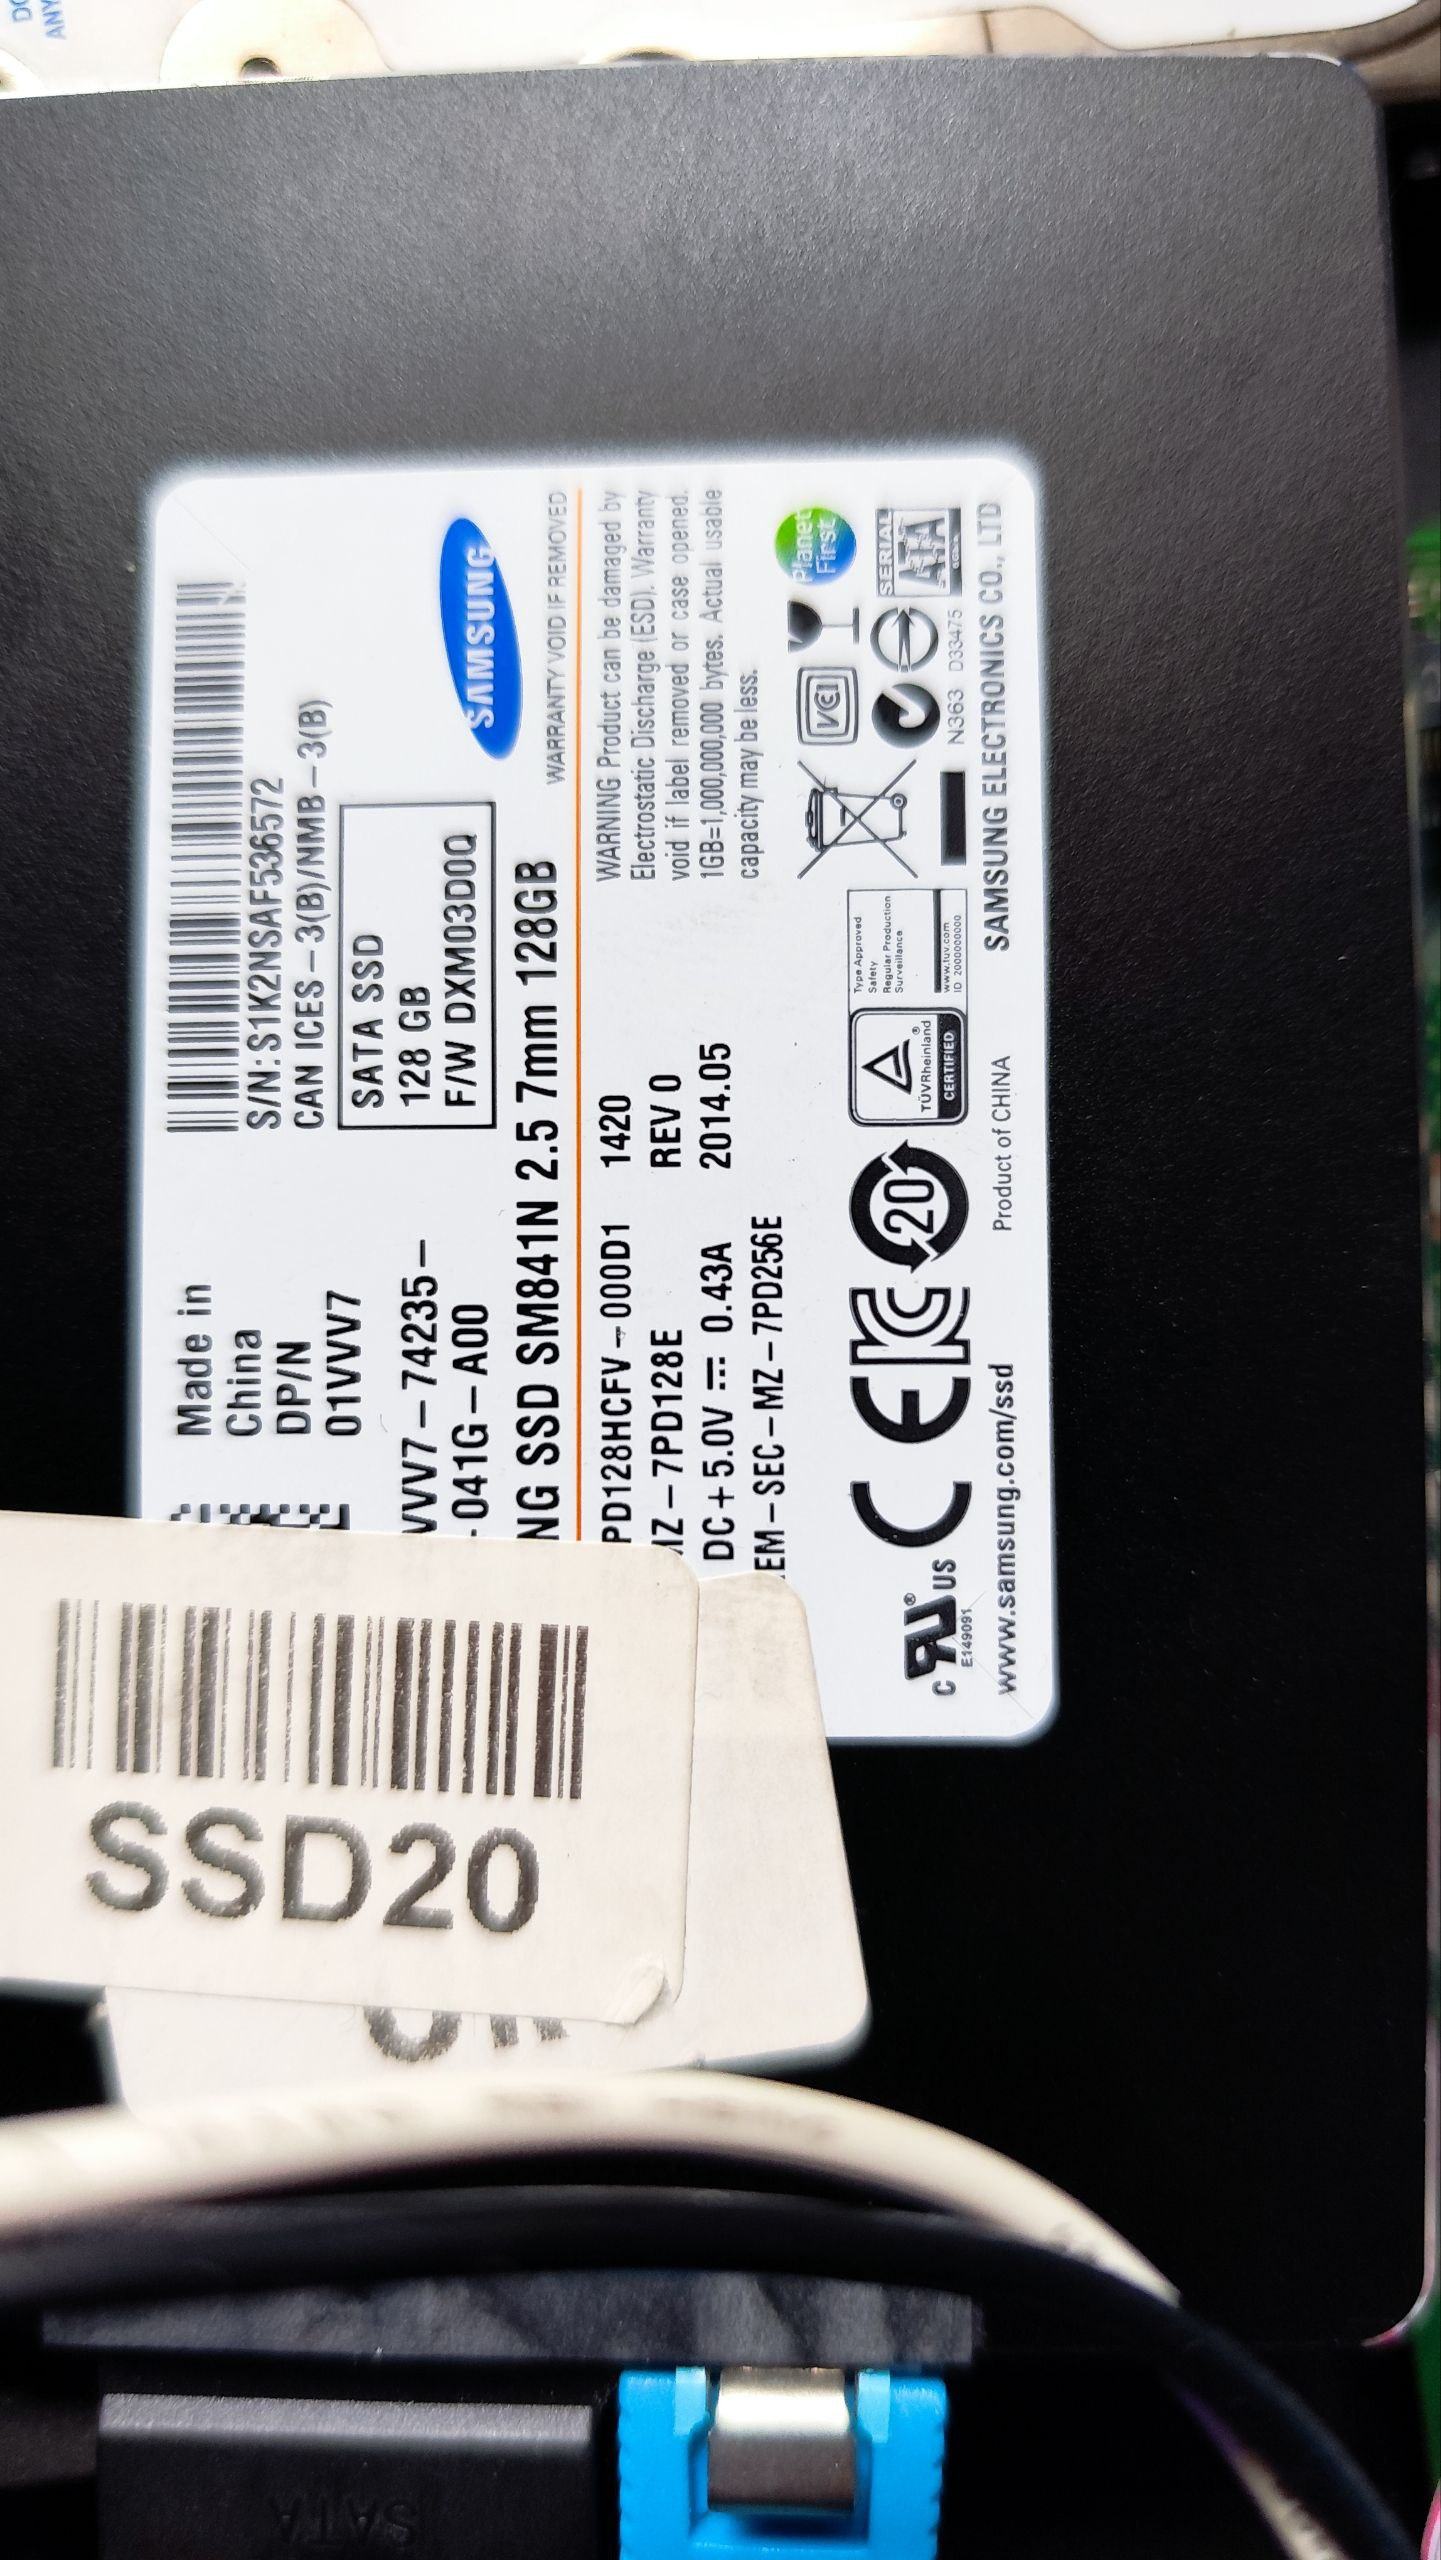 S/N:S1K2NSAF536572
CAN ICES-3(B)/NMB-3(B)
Made in
China
DP/N
01VVV7
SATA SSD
128 GB
F/W DXM03D0Q
SAMSUNG
VVV7-74235-
041G-A00
NG SSD SM841N 2.5 7mm 128GB
WARRANTY VOID IF REMOVED
PD128HCFV-000D1 1420
MZ-7PD128E REV 0
DC+5.0V ⎓ 0.43A 2014.05
EM-SEC-MZ-7PD256E
WARNING Product can be damaged by
Electrostatic Discharge (ESD). Warranty
void if label removed or case opened.
1GB=1,000,000,000 bytes. Actual usable
capacity may be less.
c RU US
E149091
CE
20
TÜVRheinland®
CERTIFIED
Type Approved
Safety
Regular Production
Surveillance
www.tuv.com
ID 2000000000
VCI
Planet
First
N363
D33475
SERIAL
ATA
www.samsung.com/ssd
Product of CHINA
SAMSUNG ELECTRONICS CO., LTD
SSD20
SATA